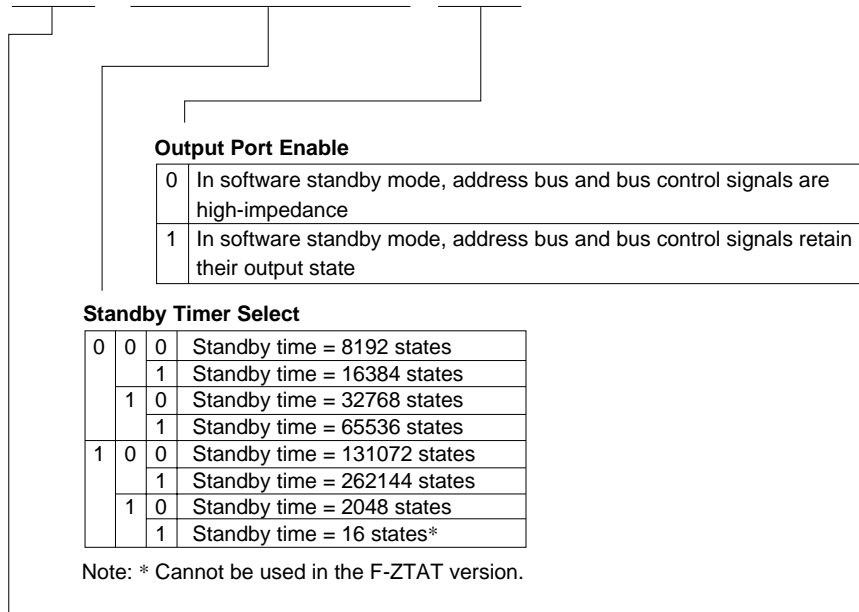 Output Port Enable
0 In software standby mode, address bus and bus control signals are
high-impedance
1 In software standby mode, address bus and bus control signals retain
their output state
Standby Timer Select
0 0 0 Standby time = 8192 states
1 Standby time = 16384 states
1 0 Standby time = 32768 states
1 Standby time = 65536 states
1 0 0 Standby time = 131072 states
1 Standby time = 262144 states
1 0 Standby time = 2048 states
1 Standby time = 16 states*
Note: * Cannot be used in the F-ZTAT version.